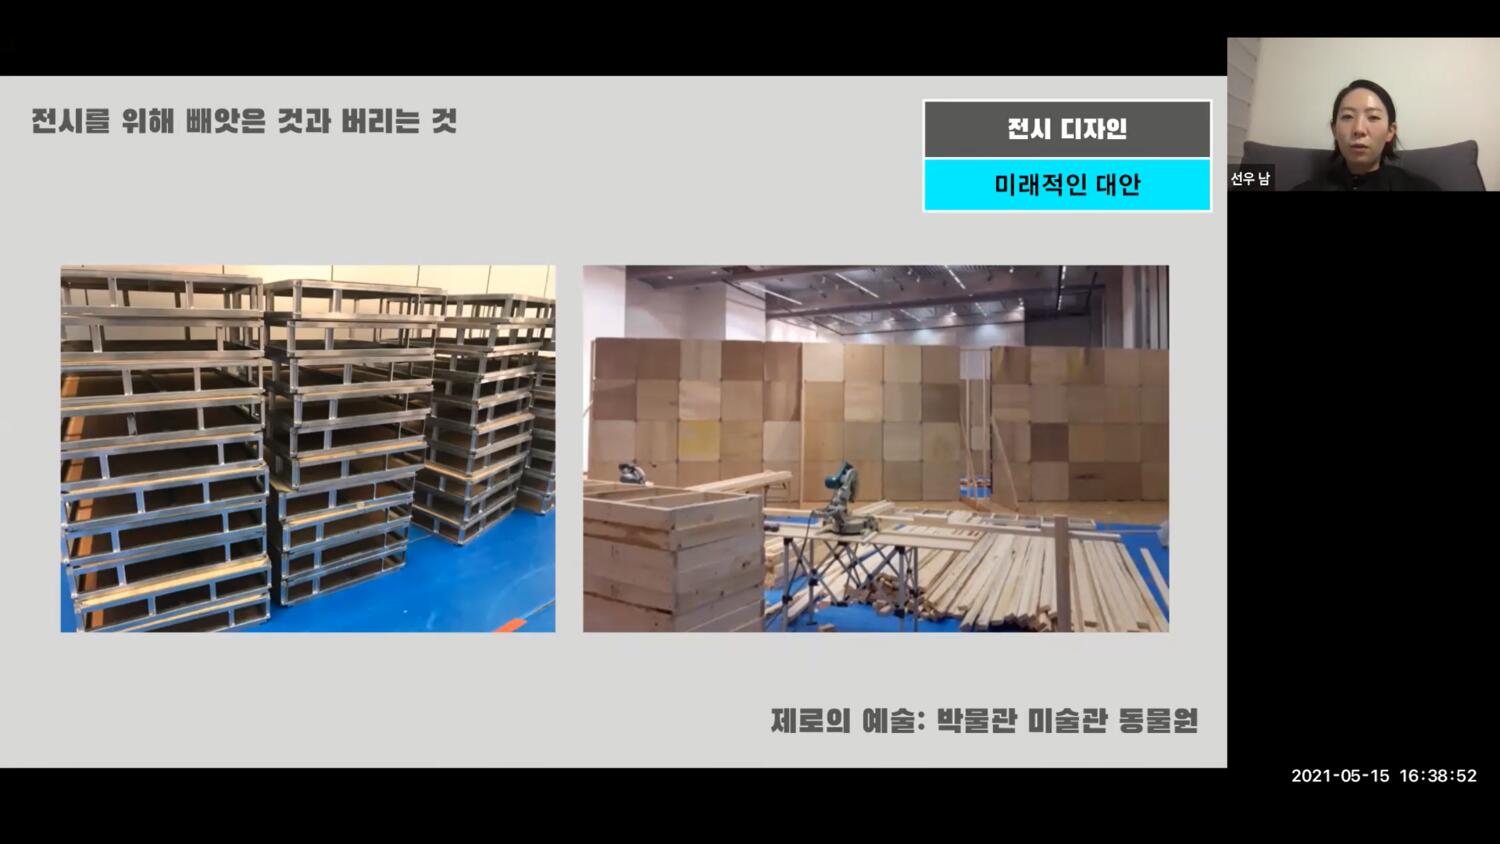 전시를 위해 빼앗은 것과 버리는 것
전시 디자인
미래적인 대안
선우 남
제로의 예술: 박물관 미술관 동물원
2021-05-15 16:38:52